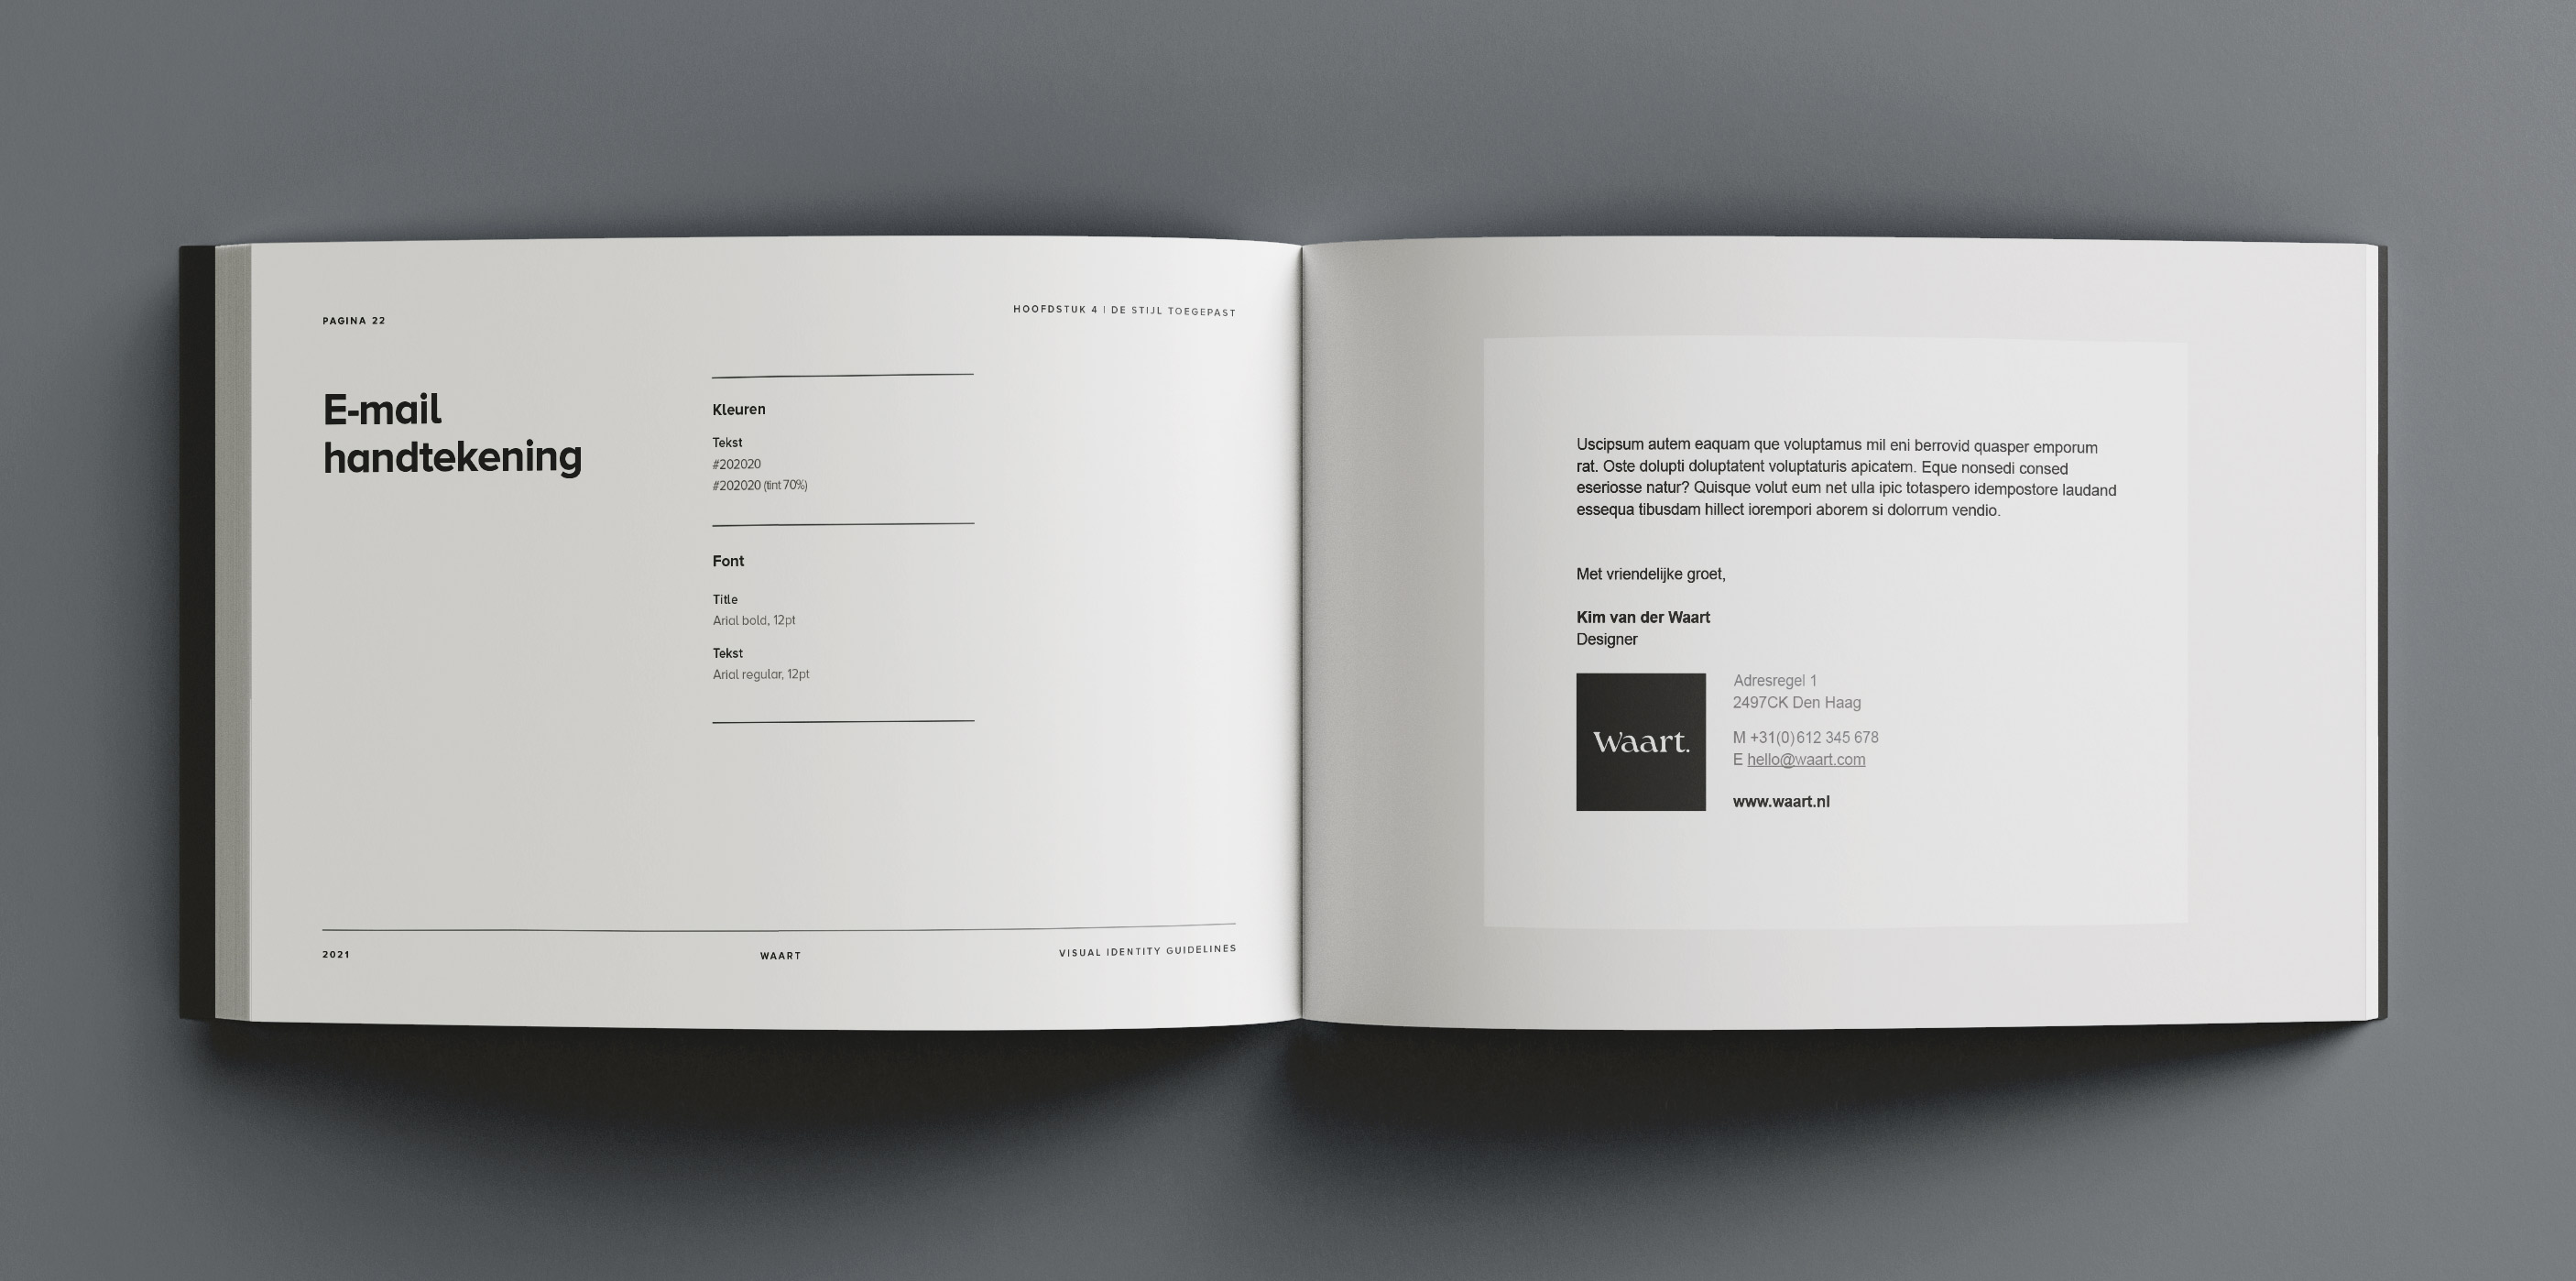 PAGINA 22
HOOFDSTUK 4 | DE STIJL TOEGEPAST
E-mail
handtekening
Kleuren
Tekst
#202020
#202020 (tint 70%)
Font
Title
Arial bold, 12pt
Tekst
Arial regular, 12pt
2021
WAART
VISUAL IDENTITY GUIDELINES
Uscipsum autem eaquam que voluptamus mil eni berrovid quasper emporum
rat. Oste dolupti doluptatent voluptaturis apicatem. Eque nonsedi consed
eseriosse natur? Quisque volut eum net ulla ipic totaspero idempostore laudand
essequa tibusdam hillect iorempori aborem si dolorrum vendio.
Met vriendelijke groet,
Kim van der Waart
Designer
Waart.
Adresregel 1
2497CK Den Haag
M +31(0)612 345 678
E hello@waart.com
www.waart.nl